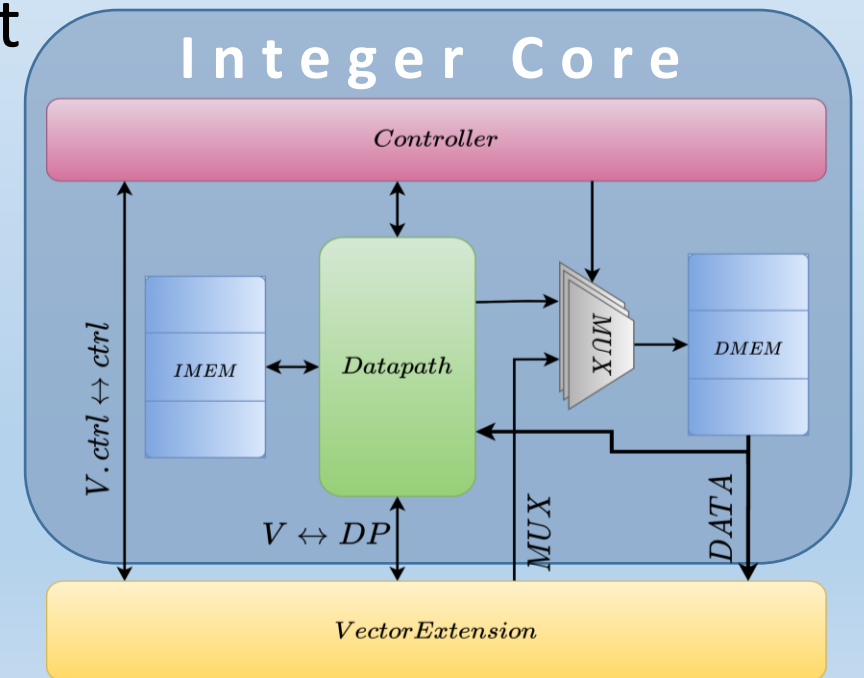 t
Integer Core
Controller
V.ctrl ↔ ctrl
IMEM
Datapath
MUX
DMEM
V ↔ DP
MUX
DATA
VectorExtension